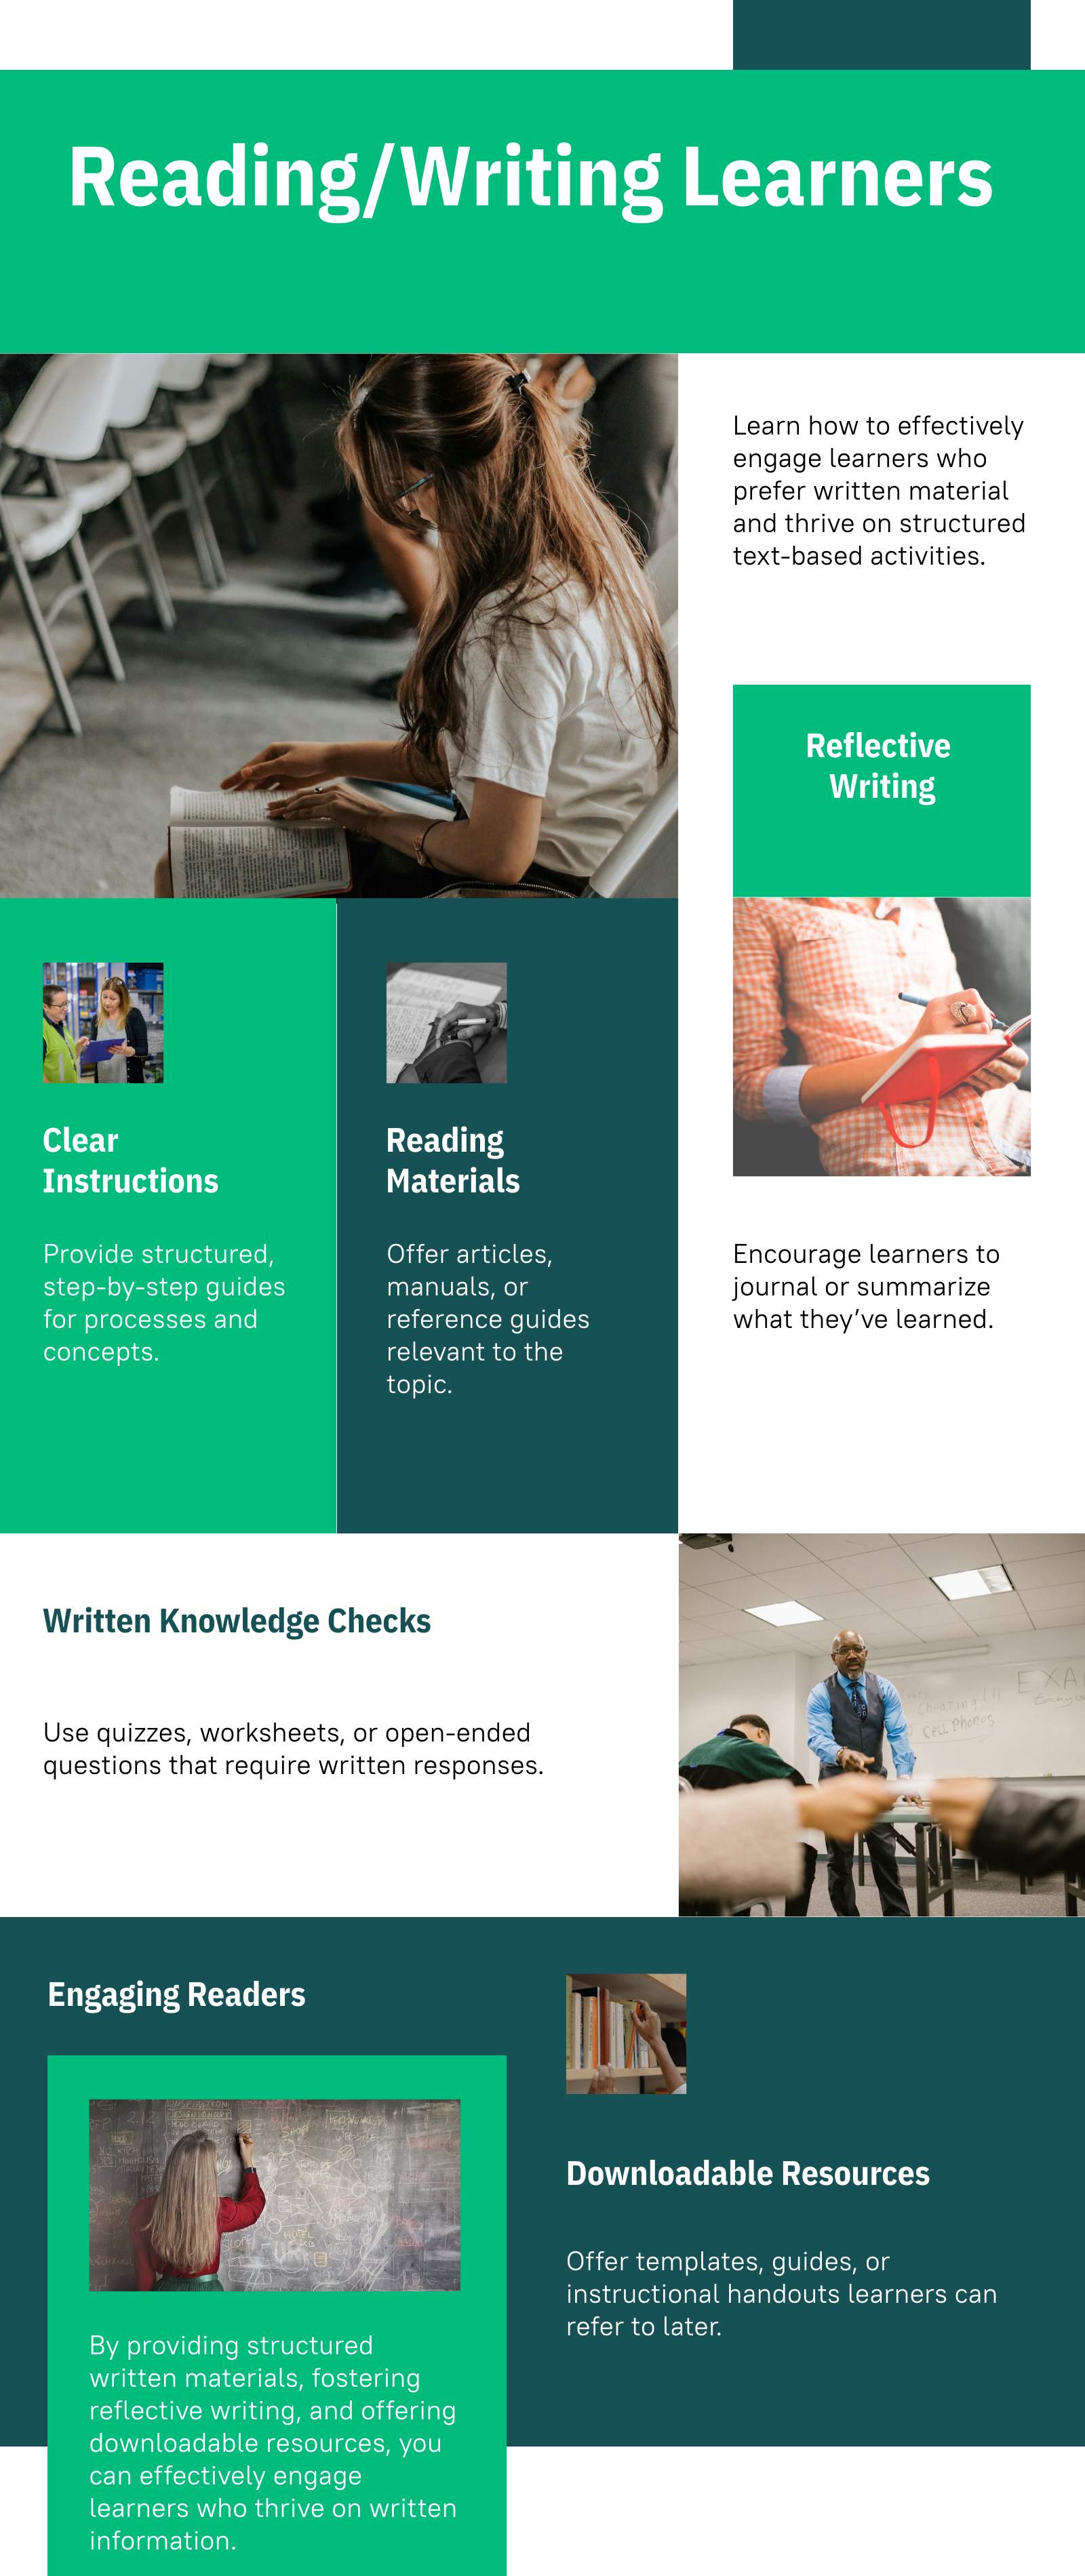 Reading/Writing Learners
Learn how to effectively
engage learners who
prefer written material
and thrive on structured
text-based activities.
Reflective
Writing
Clear
Instructions
Provide structured,
step-by-step guides
for processes and
concepts.
Reading
Materials
Offer articles,
manuals, or
reference guides
relevant to the
topic.
Encourage learners to
journal or summarize
what they’ve learned.
Written Knowledge Checks
Use quizzes, worksheets, or open-ended
questions that require written responses.
EXA
Cheating!!!
Cell Phones
Engaging Readers
By providing structured
written materials, fostering
reflective writing, and offering
downloadable resources, you
can effectively engage
learners who thrive on written
information.
Downloadable Resources
Offer templates, guides, or
instructional handouts learners can
refer to later.